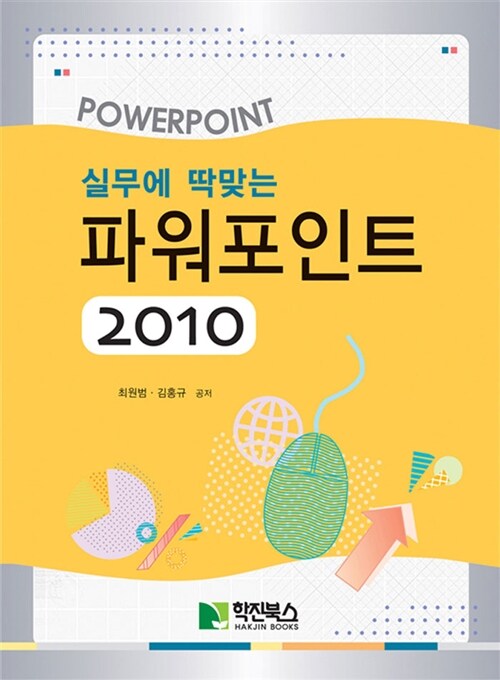 POWERPOINT
실무에 딱맞는
파워포인트
2010
최원범 · 김홍규 공저
학진북스
HAKJIN BOOKS